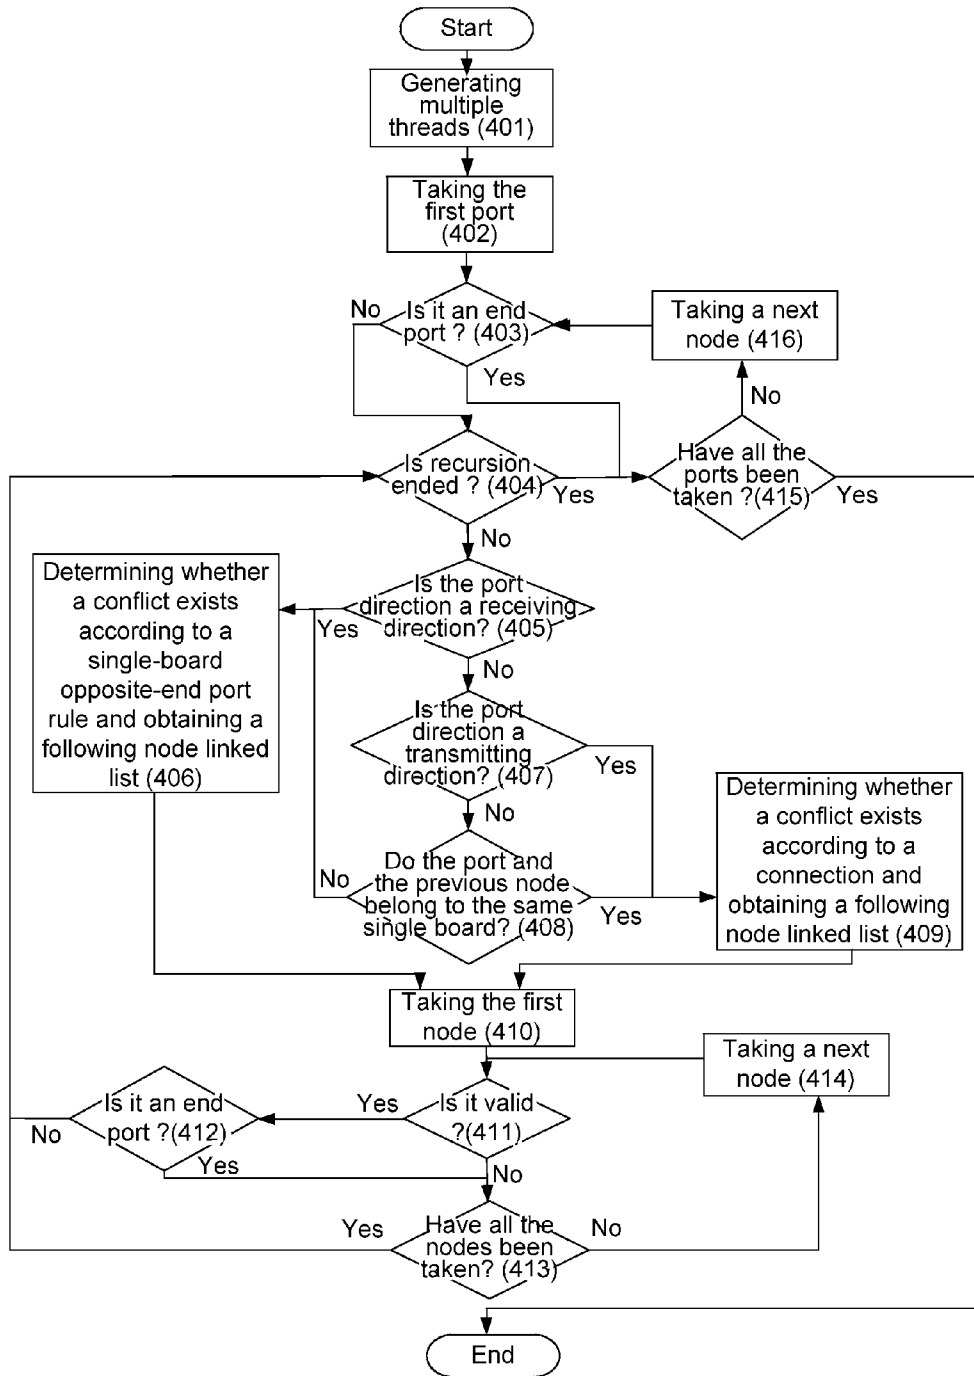 Start
Generating
multiple
threads (401)
Taking the
first port
(402)
No
Is it an end
port ? (403)
Yes
Taking a next
node (416)
No
Is recursion
ended ? (404)
Yes
No
Have all the
ports been
taken ?(415)
Yes
Determining whether
a conflict exists
according to a
single-board
opposite-end port
rule and obtaining a
following node linked
list (406)
Is the port
direction a receiving
direction? (405)
Yes
No
Is the port
direction a
transmitting
direction? (407)
Yes
No
Do the port and
the previous node
belong to the same
single board? (408)
No
Yes
Determining whether
a conflict exists
according to a
connection and
obtaining a following
node linked list (409)
Taking the first
node (410)
Taking a next
node (414)
Is it an end
port ?(412)
No
Yes
Yes
Is it valid
?(411)
No
Yes
Have all the
nodes been
taken? (413)
No
End